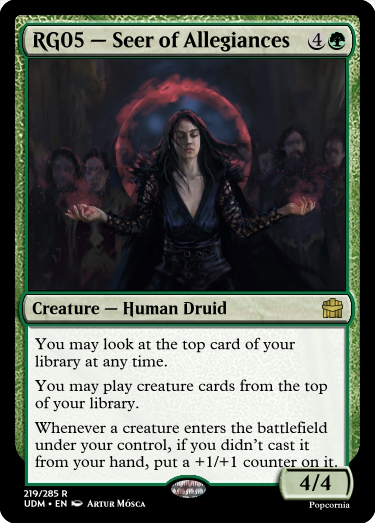 RG05 — Seer of Allegiances 4
Creature — Human Druid
You may look at the top card of your
library at any time.
You may play creature cards from the top
of your library.
Whenever a creature enters the battlefield
under your control, if you didn't cast it
from your hand, put a +1/+1 counter on it.
4/4
219/285 R
UDM • EN Artur Mósca
Popcornia